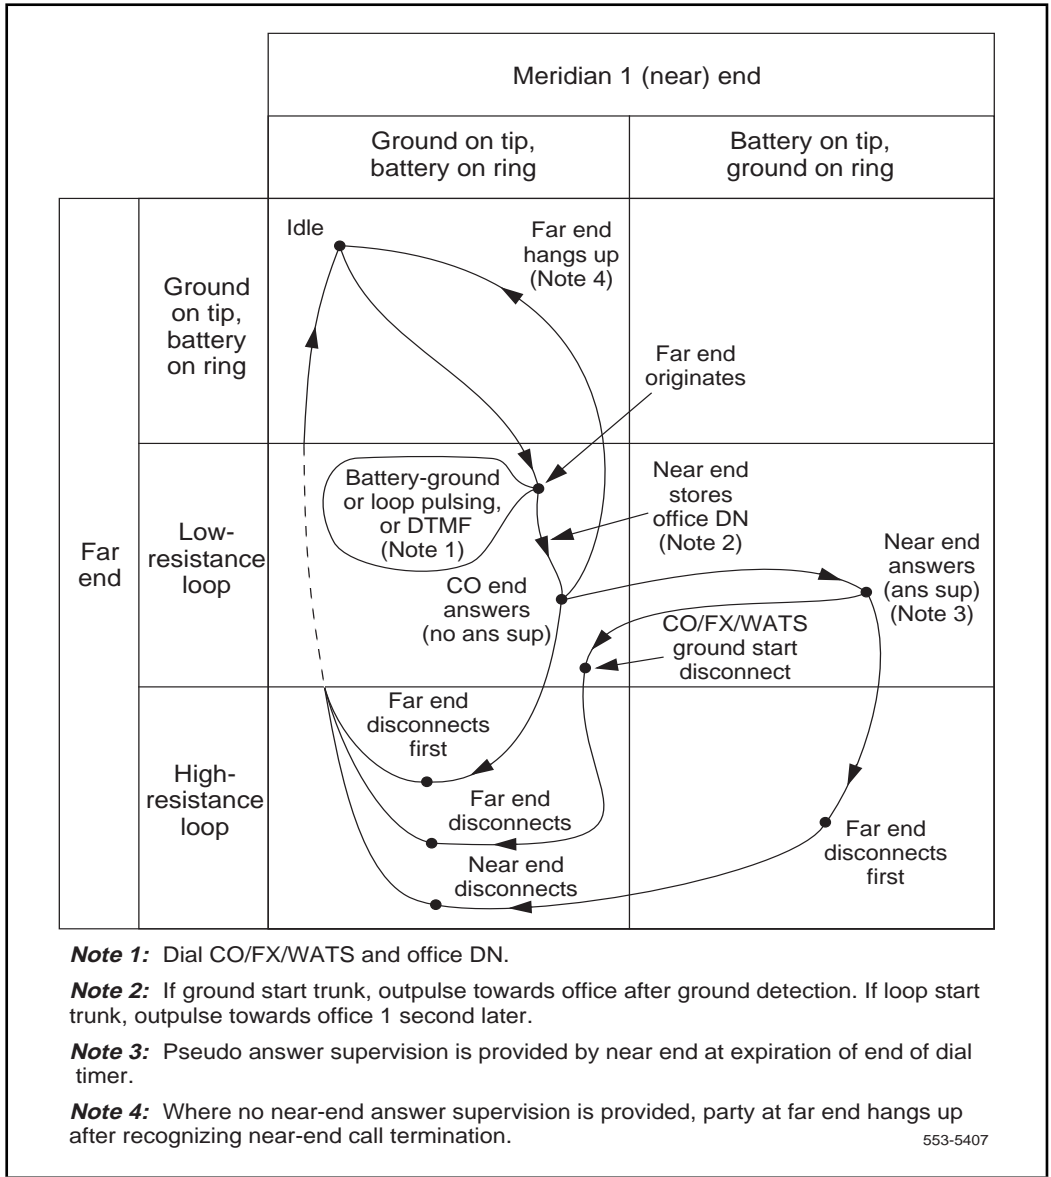 Meridian 1 (near) end
Ground on tip,
battery on ring
Battery on tip,
ground on ring
Far
end
Ground
on tip,
battery
on ring
Idle
Far end
hangs up
(Note 4)
Far end
originates
Low-
resistance
loop
Battery-ground
or loop pulsing,
or DTMF
(Note 1)
Near end
stores
office DN
(Note 2)
CO end
answers
(no ans sup)
Near end
answers
(ans sup)
(Note 3)
CO/FX/WATS
ground start
disconnect
High-
resistance
loop
Far end
disconnects
first
Far end
disconnects
Near end
disconnects
Far end
disconnects
first
Note 1: Dial CO/FX/WATS and office DN.
Note 2: If ground start trunk, outpulse towards office after ground detection. If loop start
trunk, outpulse towards office 1 second later.
Note 3: Pseudo answer supervision is provided by near end at expiration of end of dial
timer.
Note 4: Where no near-end answer supervision is provided, party at far end hangs up
after recognizing near-end call termination.
553-5407